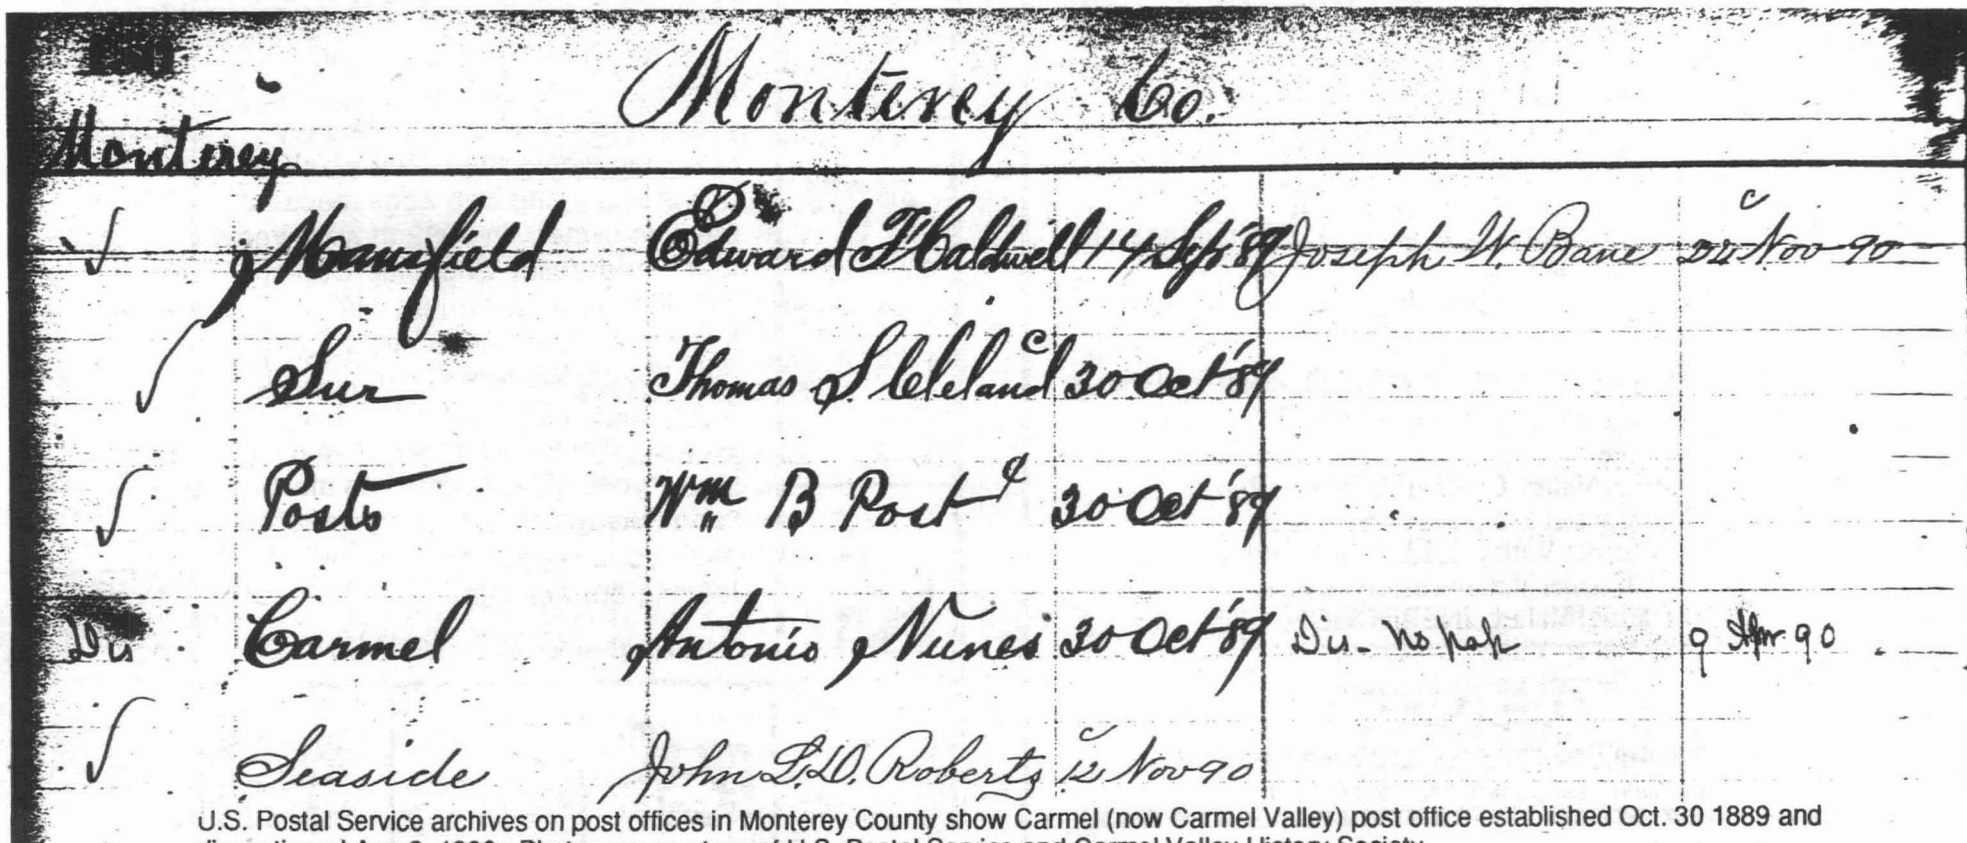 Monterey Co.
Monterey
Mansfield Edward F Caldwell 14 Sep '89 Joseph W. Bane 22 Nov 90
Sur Thomas S. Cleland 30 Oct '89
Posts Wm B Post 30 Oct '89
Dis Carmel Antonio Nunes 30 Oct '89 Dis. no pap 9 Apr 90
Seaside John L.D. Roberts 12 Nov 90
U.S. Postal Service archives on post offices in Monterey County show Carmel (now Carmel Valley) post office established Oct. 30 1889 and